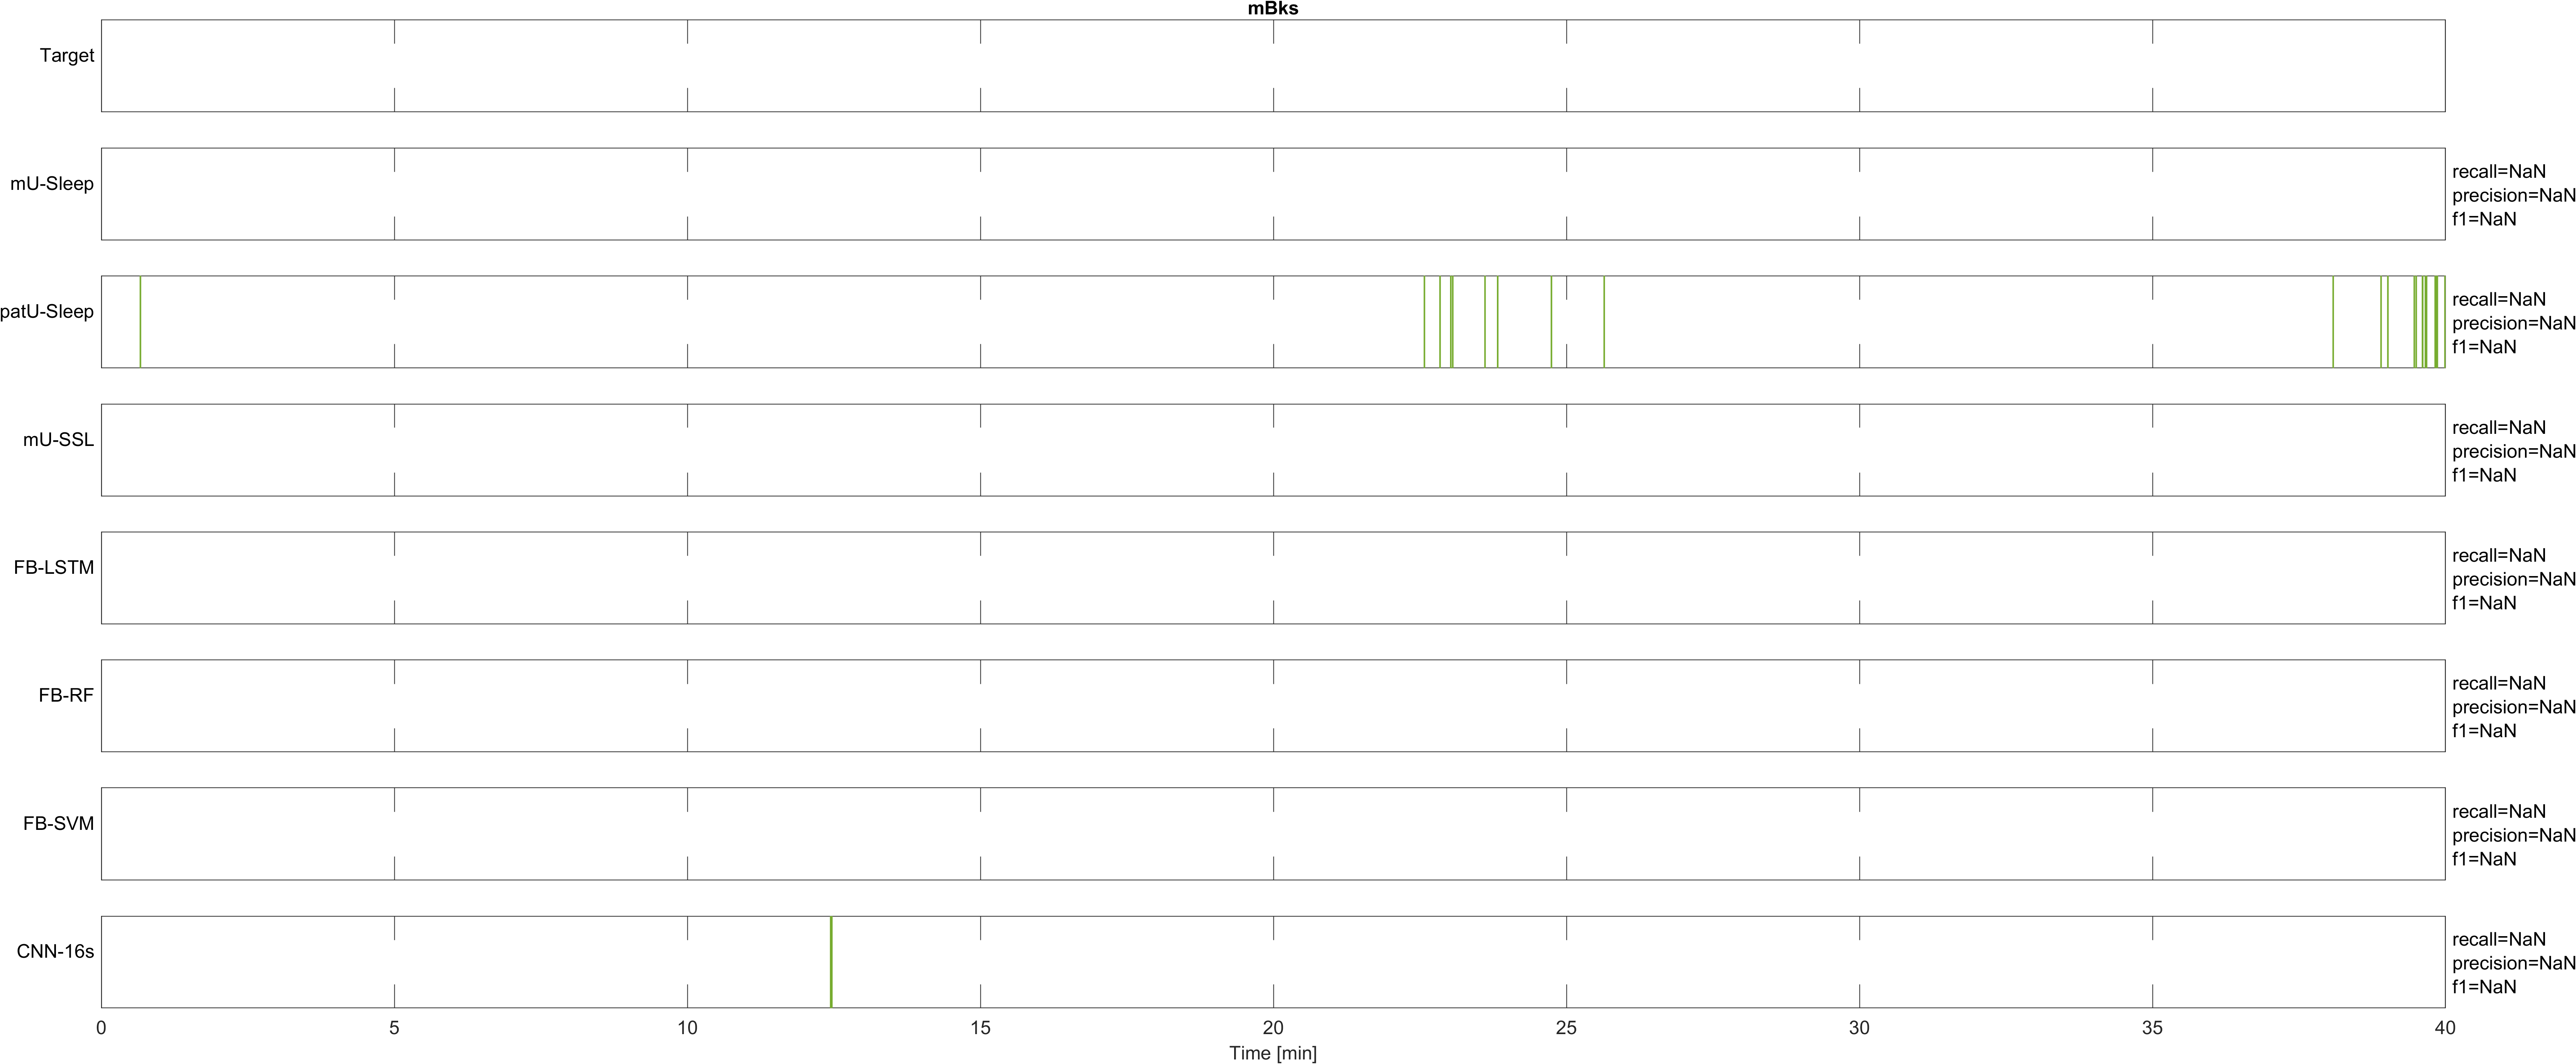 mBks
Target
mU-Sleep
recall=NaN
precision=NaN
f1=NaN
patU-Sleep
recall=NaN
precision=NaN
f1=NaN
mU-SSL
recall=NaN
precision=NaN
f1=NaN
FB-LSTM
recall=NaN
precision=NaN
f1=NaN
FB-RF
recall=NaN
precision=NaN
f1=NaN
FB-SVM
recall=NaN
precision=NaN
f1=NaN
CNN-16s
recall=NaN
precision=NaN
f1=NaN
0 5 10 15 20 25 30 35 40
Time [min]